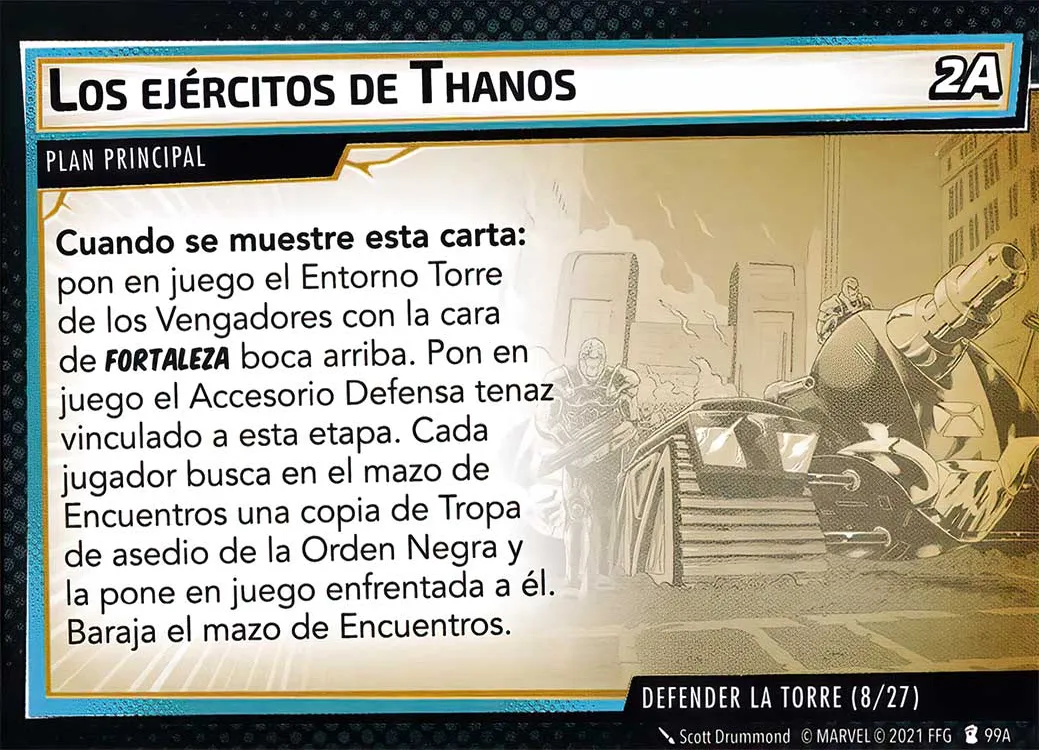 Los ejércitos de Thanos
2A
PLAN PRINCIPAL
Cuando se muestre esta carta:
pon en juego el Entorno Torre
de los Vengadores con la cara
de FORTALEZA boca arriba. Pon en
juego el Accesorio Defensa tenaz
vinculado a esta etapa. Cada
jugador busca en el mazo de
Encuentros una copia de Tropa
de asedio de la Orden Negra y
la pone en juego enfrentada a él.
Baraja el mazo de Encuentros.
DEFENDER LA TORRE (8/27)
Scott Drummond © MARVEL © 2021 FFG 99A